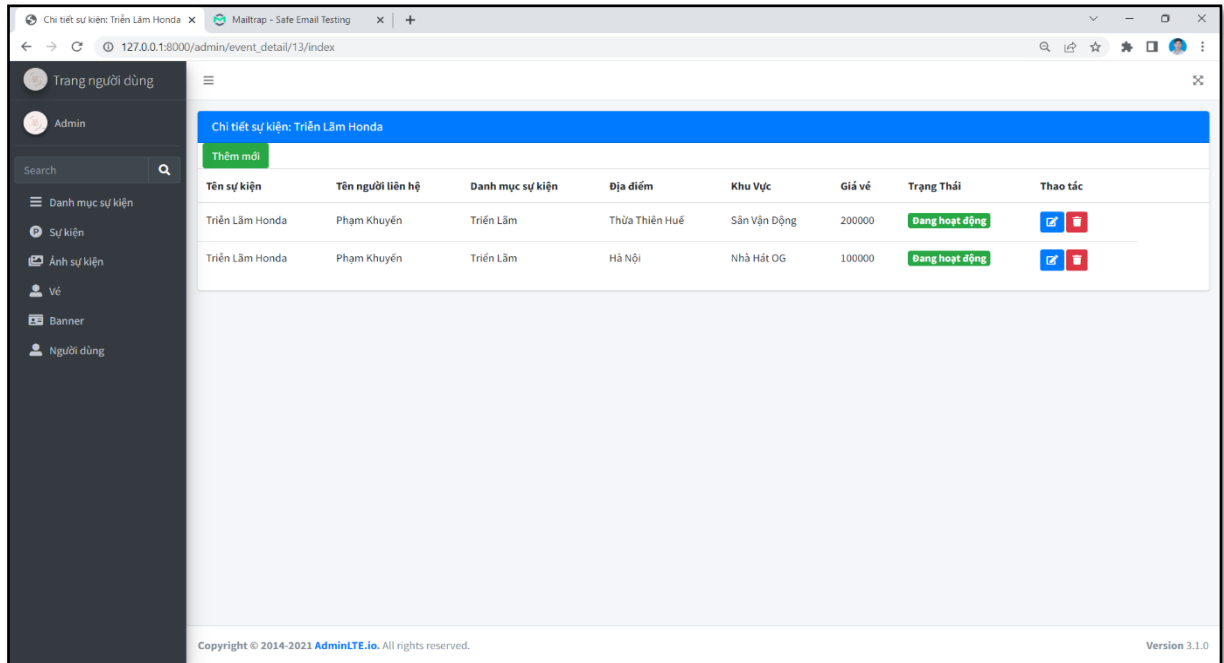 Chi tiết sự kiện: Triễn Lãm Honda
Mailtrap - Safe Email Testing
127.0.0.1:8000/admin/event_detail/13/index
Trang người dùng
Admin
Search
Danh mục sự kiện
Sự kiện
Ảnh sự kiện
Vé
Banner
Người dùng
Chi tiết sự kiện: Triễn Lãm Honda
Thêm mới
Tên sự kiện Tên người liên hệ Danh mục sự kiện Địa điểm Khu Vực Giá vé Trạng Thái Thao tác
Triễn Lãm Honda Phạm Khuyến Triển Lãm Thừa Thiên Huế Sân Vận Động 200000 Đang hoạt động
Triễn Lãm Honda Phạm Khuyến Triển Lãm Hà Nội Nhà Hát OG 100000 Đang hoạt động
Copyright © 2014-2021 AdminLTE.io. All rights reserved. Version 3.1.0